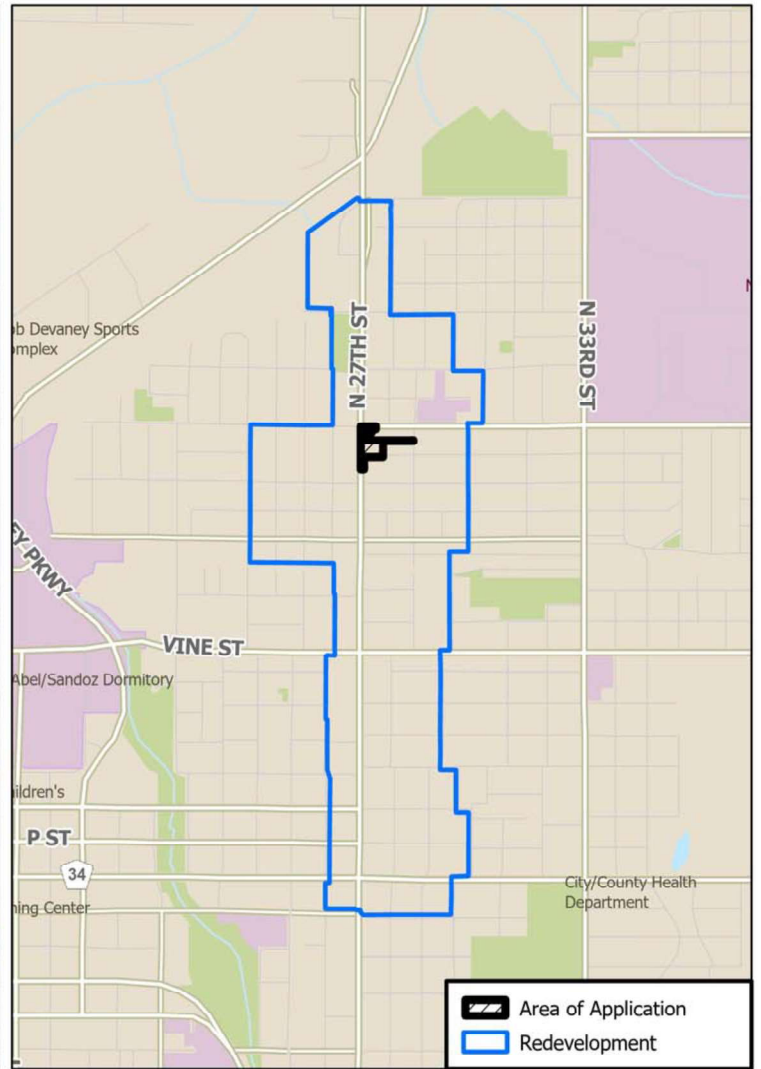 N 27TH ST
N 33RD ST
ob Devaney Sports
omplex
EY PKWY
VINE ST
Abel/Sandoz Dormitory
ildren's
P ST
34
City/County Health
Department
ning Center
Area of Application
Redevelopment